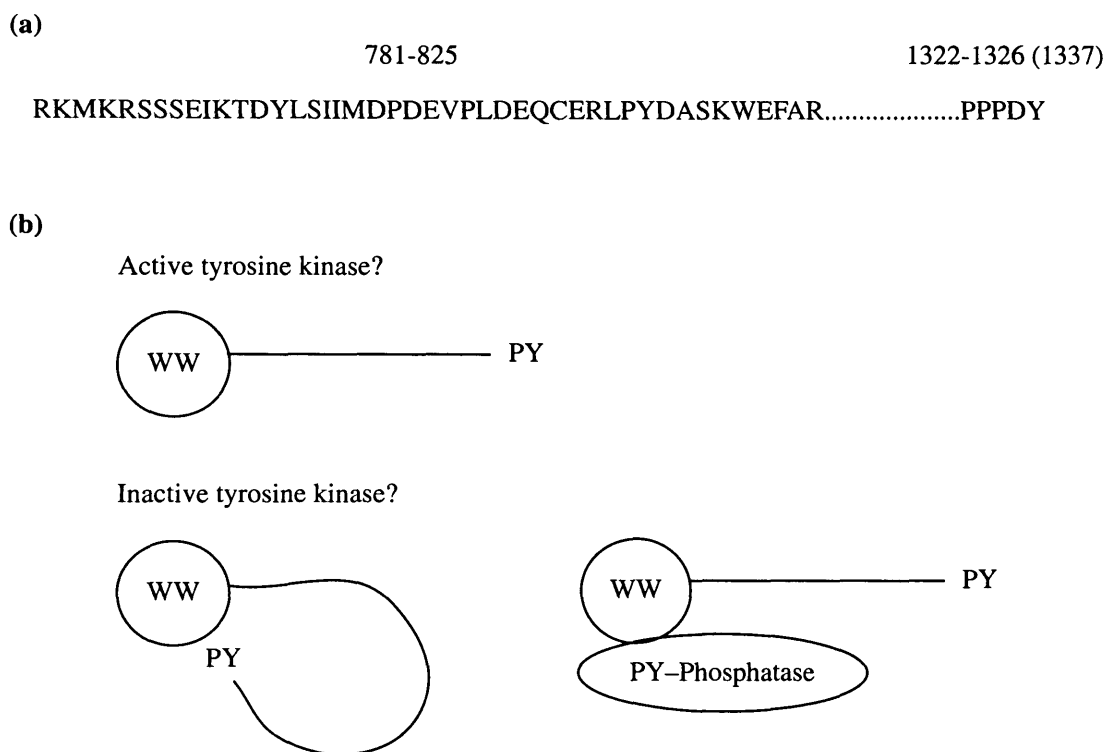 (a)
781-825 1322-1326 (1337)
RKMKRSSSEIKTDYLSIIMDPDEVPLDEQCERLPYDASKWEFAR.....................PPPDY
(b)
Active tyrosine kinase?
WW PY
Inactive tyrosine kinase?
WW
PY
WW PY
PY–Phosphatase